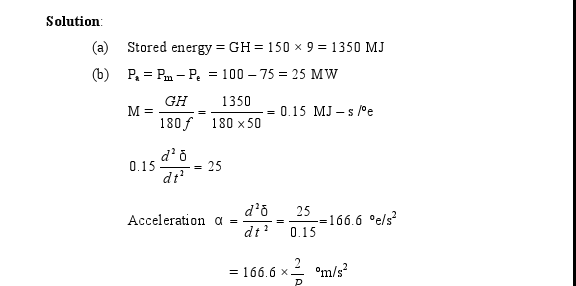 Solution:
(a) Stored energy = GH = 150 × 9 = 1350 MJ
(b) Pa = Pm – Pe = 100 – 75 = 25 MW
M = GH / 180 f = 1350 / 180 × 50 = 0.15 MJ – s /°e
0.15 d² δ / dt² = 25
Acceleration α = d²δ / dt² = 25 / 0.15 =166.6 °e/s²
= 166.6 × 2 / P °m/s²